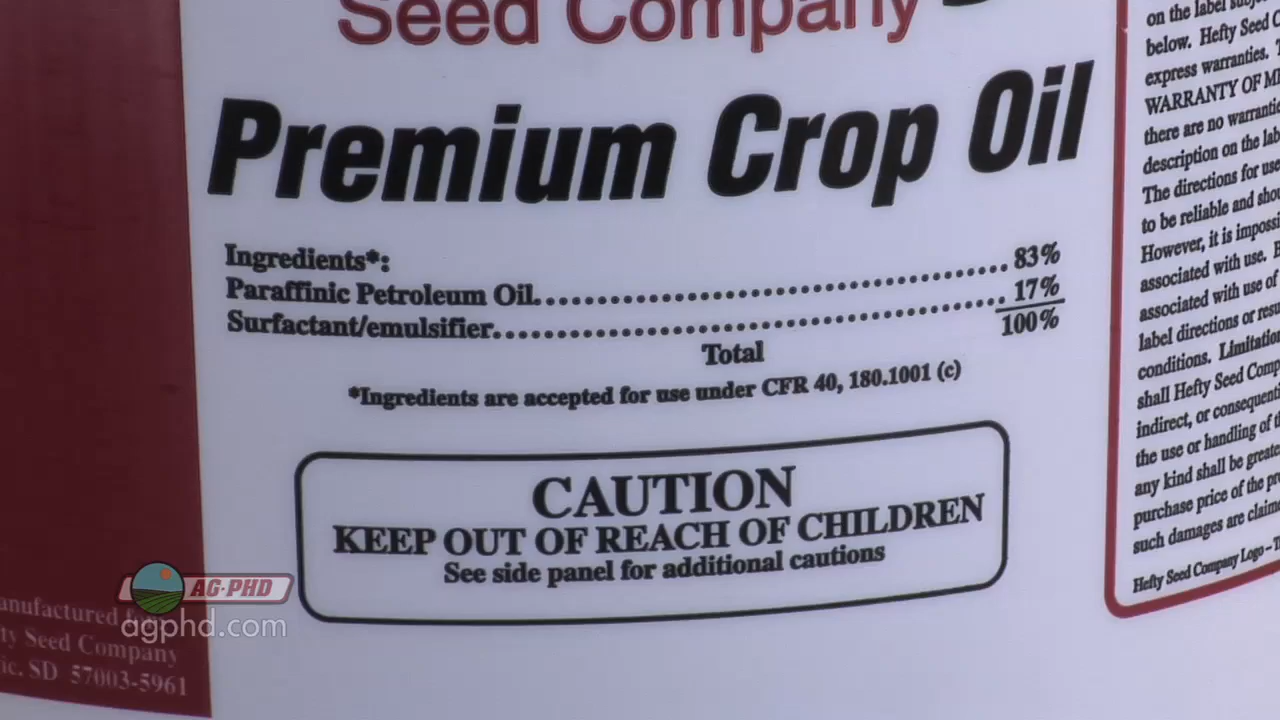 Seed Company
Premium Crop Oil
Ingredients*:
Paraffinic Petroleum Oil........................................ 83%
Surfactant/emulsifier............................................ 17%
Total 100%
*Ingredients are accepted for use under CFR 40, 180.1001 (c)
CAUTION
KEEP OUT OF REACH OF CHILDREN
See side panel for additional cautions
on the label
below. Hefty Seed
express warranties.
WARRANTY OF
there are no
description on the
The directions for use
to be reliable and
However, it is
associated with use.
associated with use of
label directions or
conditions.
shall Hefty Seed
indirect, or
the use or handling of
any kind shall be
purchase price of the
such damages are
Hefty Seed Company Logo –
AG·PHD
agphd.com
Seed Company
SD 57003-5961